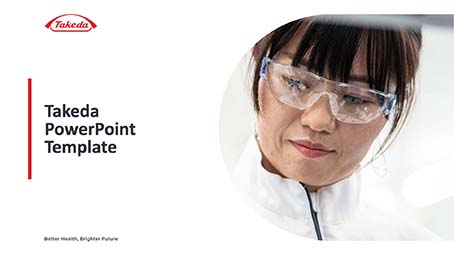 Takeda
Takeda
PowerPoint
Template
Better Health, Brighter Future